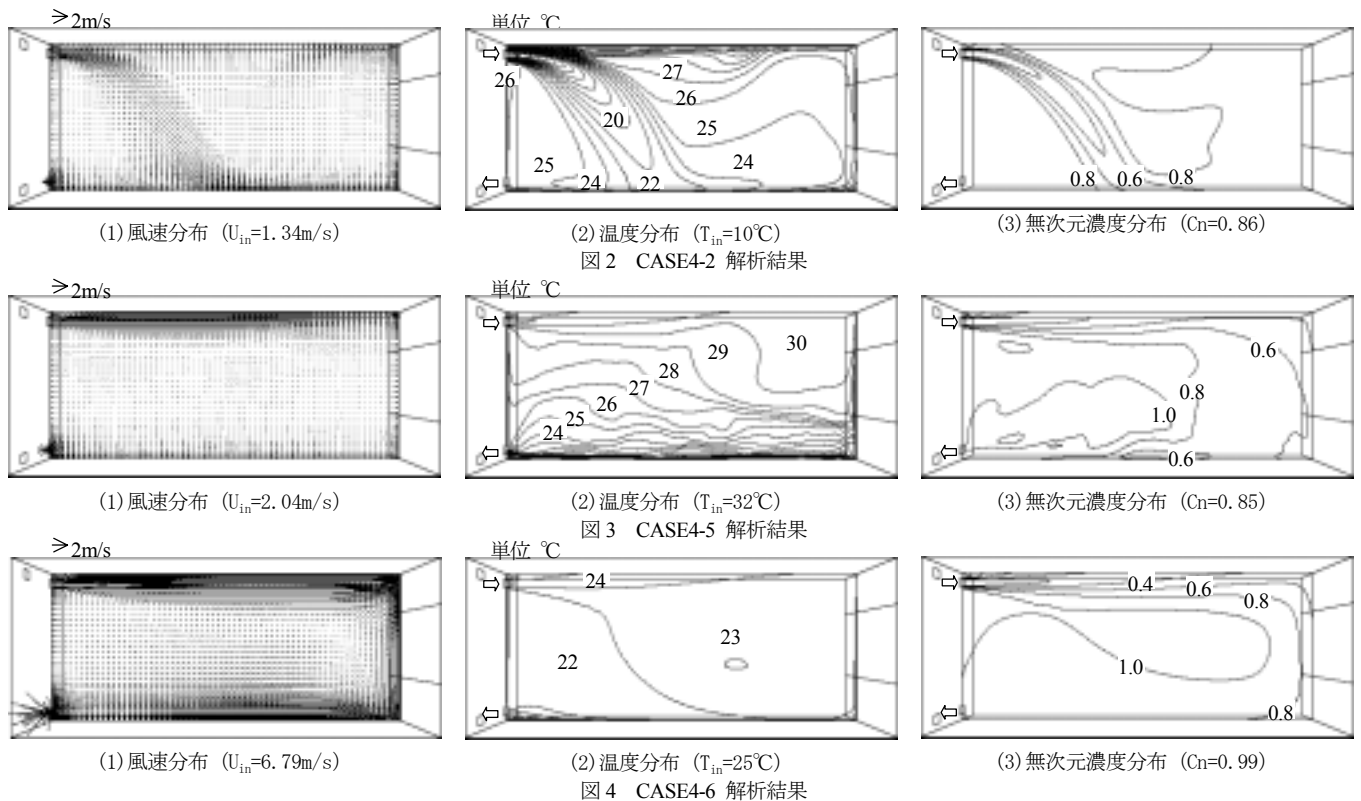 >2m/s
単位 ℃
27
26
26
20
25
25
24
24
22
0.8
0.6
0.8
(1)風速分布 (Uin=1.34m/s)
(2)温度分布 (Tin=10℃)
(3)無次元濃度分布 (Cn=0.86)
図2 CASE4-2 解析結果
>2m/s
単位 ℃
30
29
28
27
26
25
24
0.6
0.8
1.0
0.6
(1)風速分布 (Uin=2.04m/s)
(2)温度分布 (Tin=32℃)
(3)無次元濃度分布 (Cn=0.85)
図3 CASE4-5 解析結果
>2m/s
単位 ℃
24
23
22
0.4
0.6
0.8
1.0
0.8
(1)風速分布 (Uin=6.79m/s)
(2)温度分布 (Tin=25℃)
(3)無次元濃度分布 (Cn=0.99)
図4 CASE4-6 解析結果